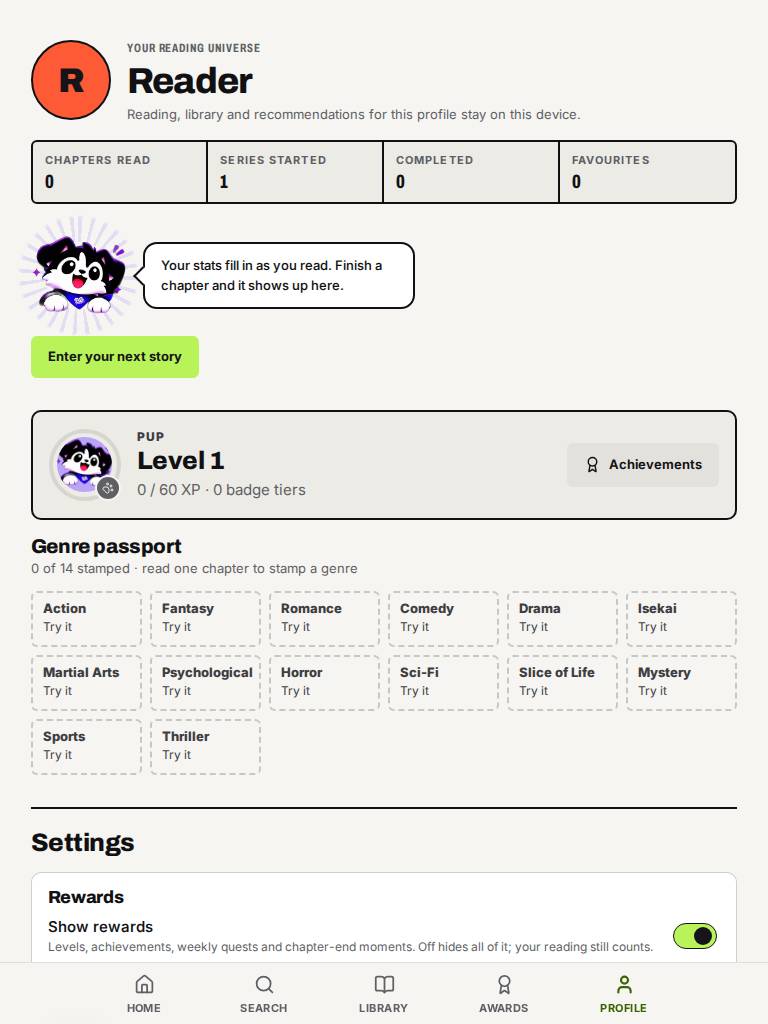 R
YOUR READING UNIVERSE
Reader
Reading, library and recommendations for this profile stay on this device.
CHAPTERS READ
0
SERIES STARTED
1
COMPLETED
0
FAVOURITES
0
Your stats fill in as you read. Finish a
chapter and it shows up here.
Enter your next story
PUP
Level 1
0 / 60 XP · 0 badge tiers
Achievements
Genre passport
0 of 14 stamped · read one chapter to stamp a genre
Action
Try it
Fantasy
Try it
Romance
Try it
Comedy
Try it
Drama
Try it
Isekai
Try it
Martial Arts
Try it
Psychological
Try it
Horror
Try it
Sci-Fi
Try it
Slice of Life
Try it
Mystery
Try it
Sports
Try it
Thriller
Try it
Settings
Rewards
Show rewards
Levels, achievements, weekly quests and chapter-end moments. Off hides all of it; your reading still counts.
HOME
SEARCH
LIBRARY
AWARDS
PROFILE